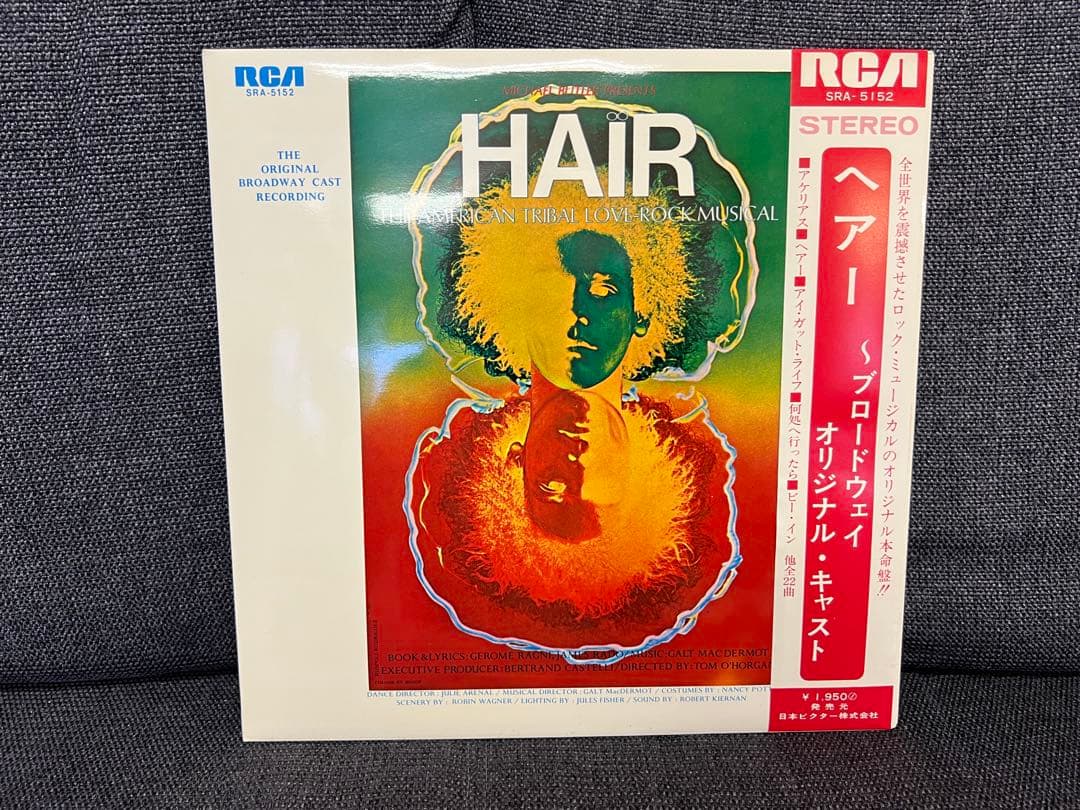 RCA
SRA-5152
THE
ORIGINAL
BROADWAY CAST
RECORDING
MICHAEL BUTLER PRESENTS
HAÏR
THE AMERICAN TRIBAL LOVE-ROCK MUSICAL
BOOK & LYRICS: GEROME RAGNI, JAMES RADO/MUSIC: GALT MACDERMOT
EXECUTIVE PRODUCER: BERTRAND CASTELLI/DIRECTED BY: TOM O'HORGA
DANCE DIRECTOR : JULIE ARENAL / MUSICAL DIRECTOR : GALT MacDERMOT / COSTUMES BY : NANCY POTT
SCENERY BY : ROBIN WAGNER / LIGHTING BY : JULES FISHER / SOUND BY : ROBERT KIERNAN
RCA
SRA-5152
STEREO
全世界を震撼させたロック・ミュージカルのオリジナル本命盤!!
ヘアー
~ブロードウェイ
オリジナル・キャスト
■アケリアス■ヘアー■アイ・ガット・ライフ■何処へ行ったら■ビー・イン 他全22曲
¥1,950
発売元
日本ビクター株式会社